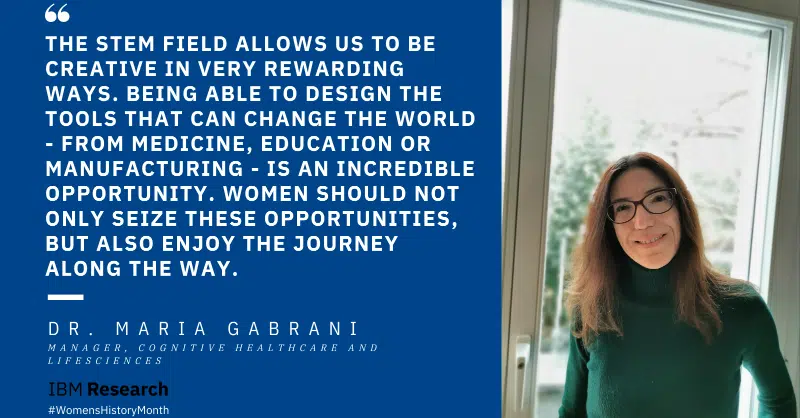 “
THE STEM FIELD ALLOWS US TO BE
CREATIVE IN VERY REWARDING
WAYS. BEING ABLE TO DESIGN THE
TOOLS THAT CAN CHANGE THE WORLD
- FROM MEDICINE, EDUCATION OR
MANUFACTURING - IS AN INCREDIBLE
OPPORTUNITY. WOMEN SHOULD NOT
ONLY SEIZE THESE OPPORTUNITIES,
BUT ALSO ENJOY THE JOURNEY
ALONG THE WAY.
DR. MARIA GABRANI
MANAGER, COGNITIVE HEALTHCARE AND
LIFESCIENCES
IBM Research
#WomensHistoryMonth